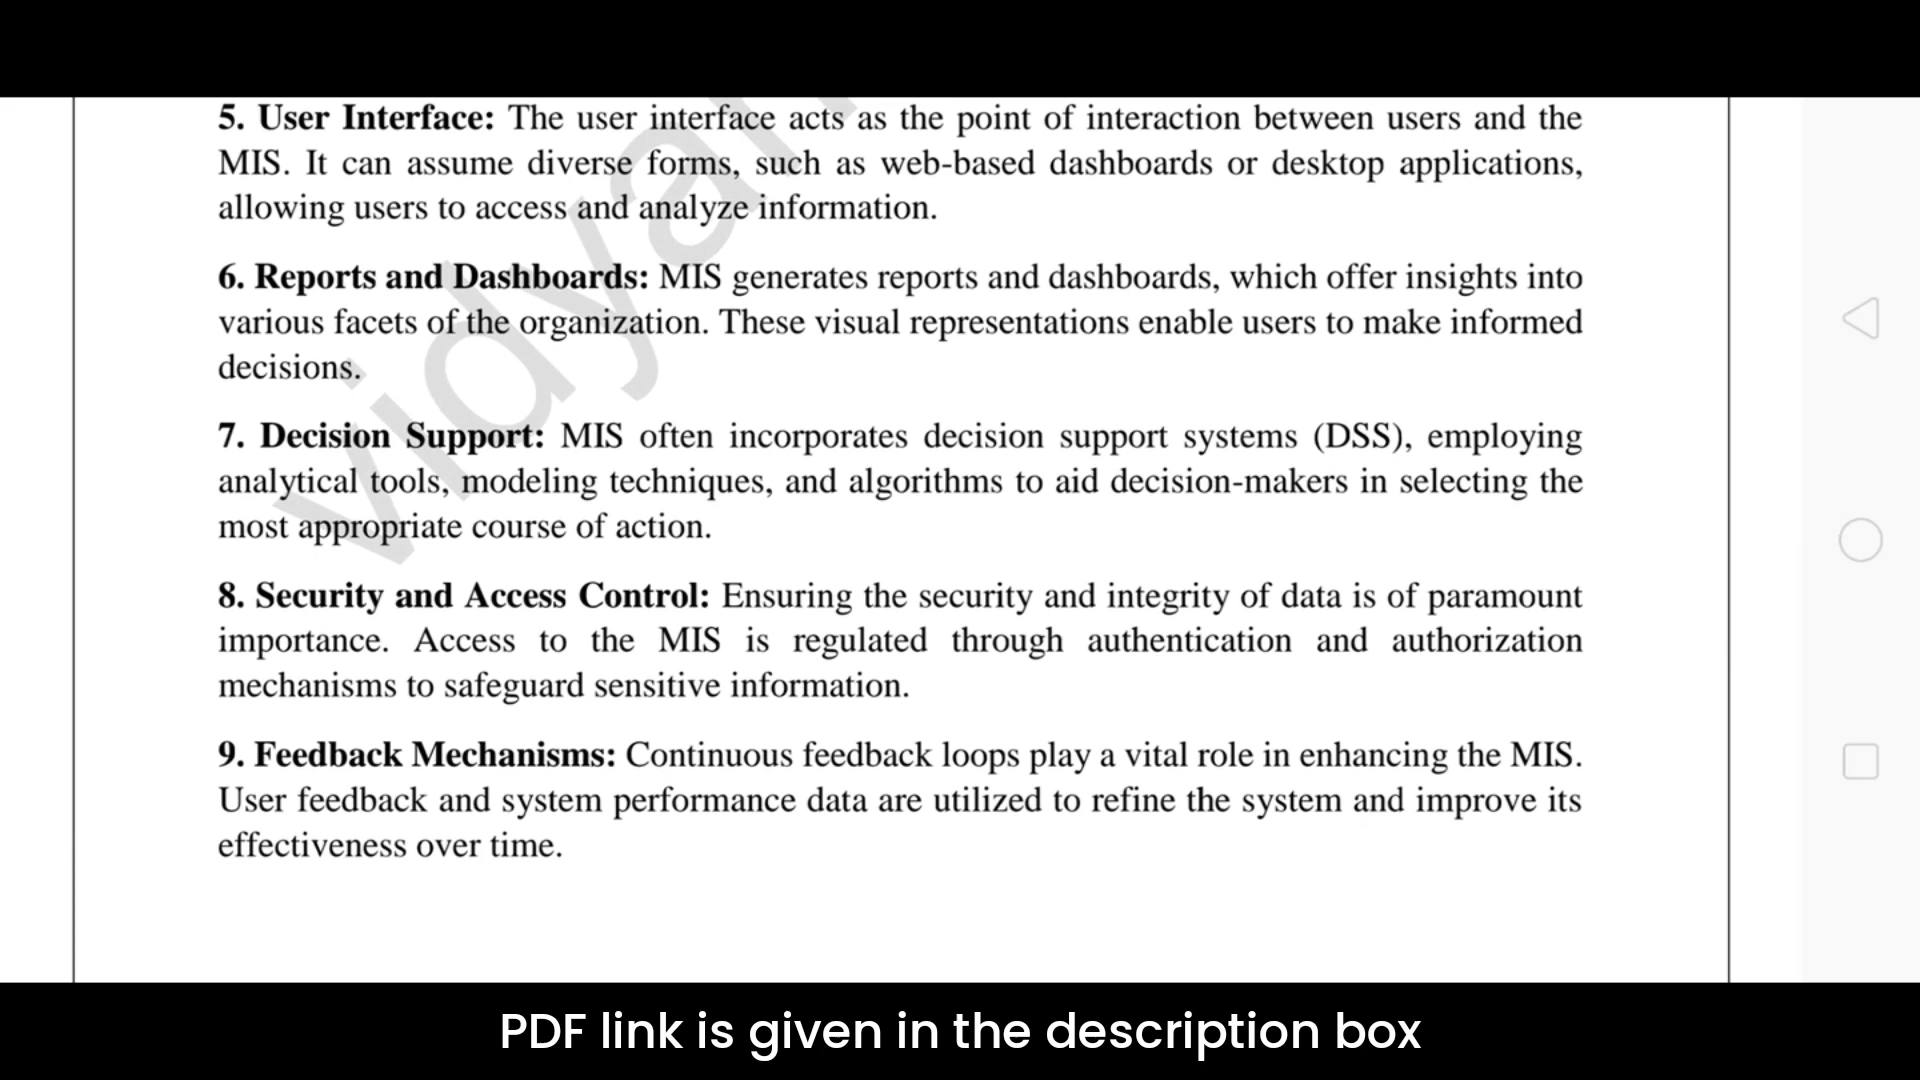 5. User Interface: The user interface acts as the point of interaction between users and the
MIS. It can assume diverse forms, such as web-based dashboards or desktop applications,
allowing users to access and analyze information.
6. Reports and Dashboards: MIS generates reports and dashboards, which offer insights into
various facets of the organization. These visual representations enable users to make informed
decisions.
7. Decision Support: MIS often incorporates decision support systems (DSS), employing
analytical tools, modeling techniques, and algorithms to aid decision-makers in selecting the
most appropriate course of action.
8. Security and Access Control: Ensuring the security and integrity of data is of paramount
importance. Access to the MIS is regulated through authentication and authorization
mechanisms to safeguard sensitive information.
9. Feedback Mechanisms: Continuous feedback loops play a vital role in enhancing the MIS.
User feedback and system performance data are utilized to refine the system and improve its
effectiveness over time.
PDF link is given in the description box